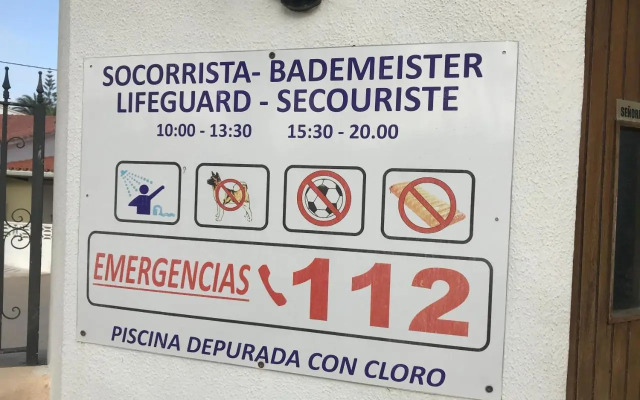 SOCORRISTA- BADEMEISTER
LIFEGUARD - SECOURISTE
10:00 - 13:30 15:30 - 20.00
EMERGENCIAS 112
PISCINA DEPURADA CON CLORO